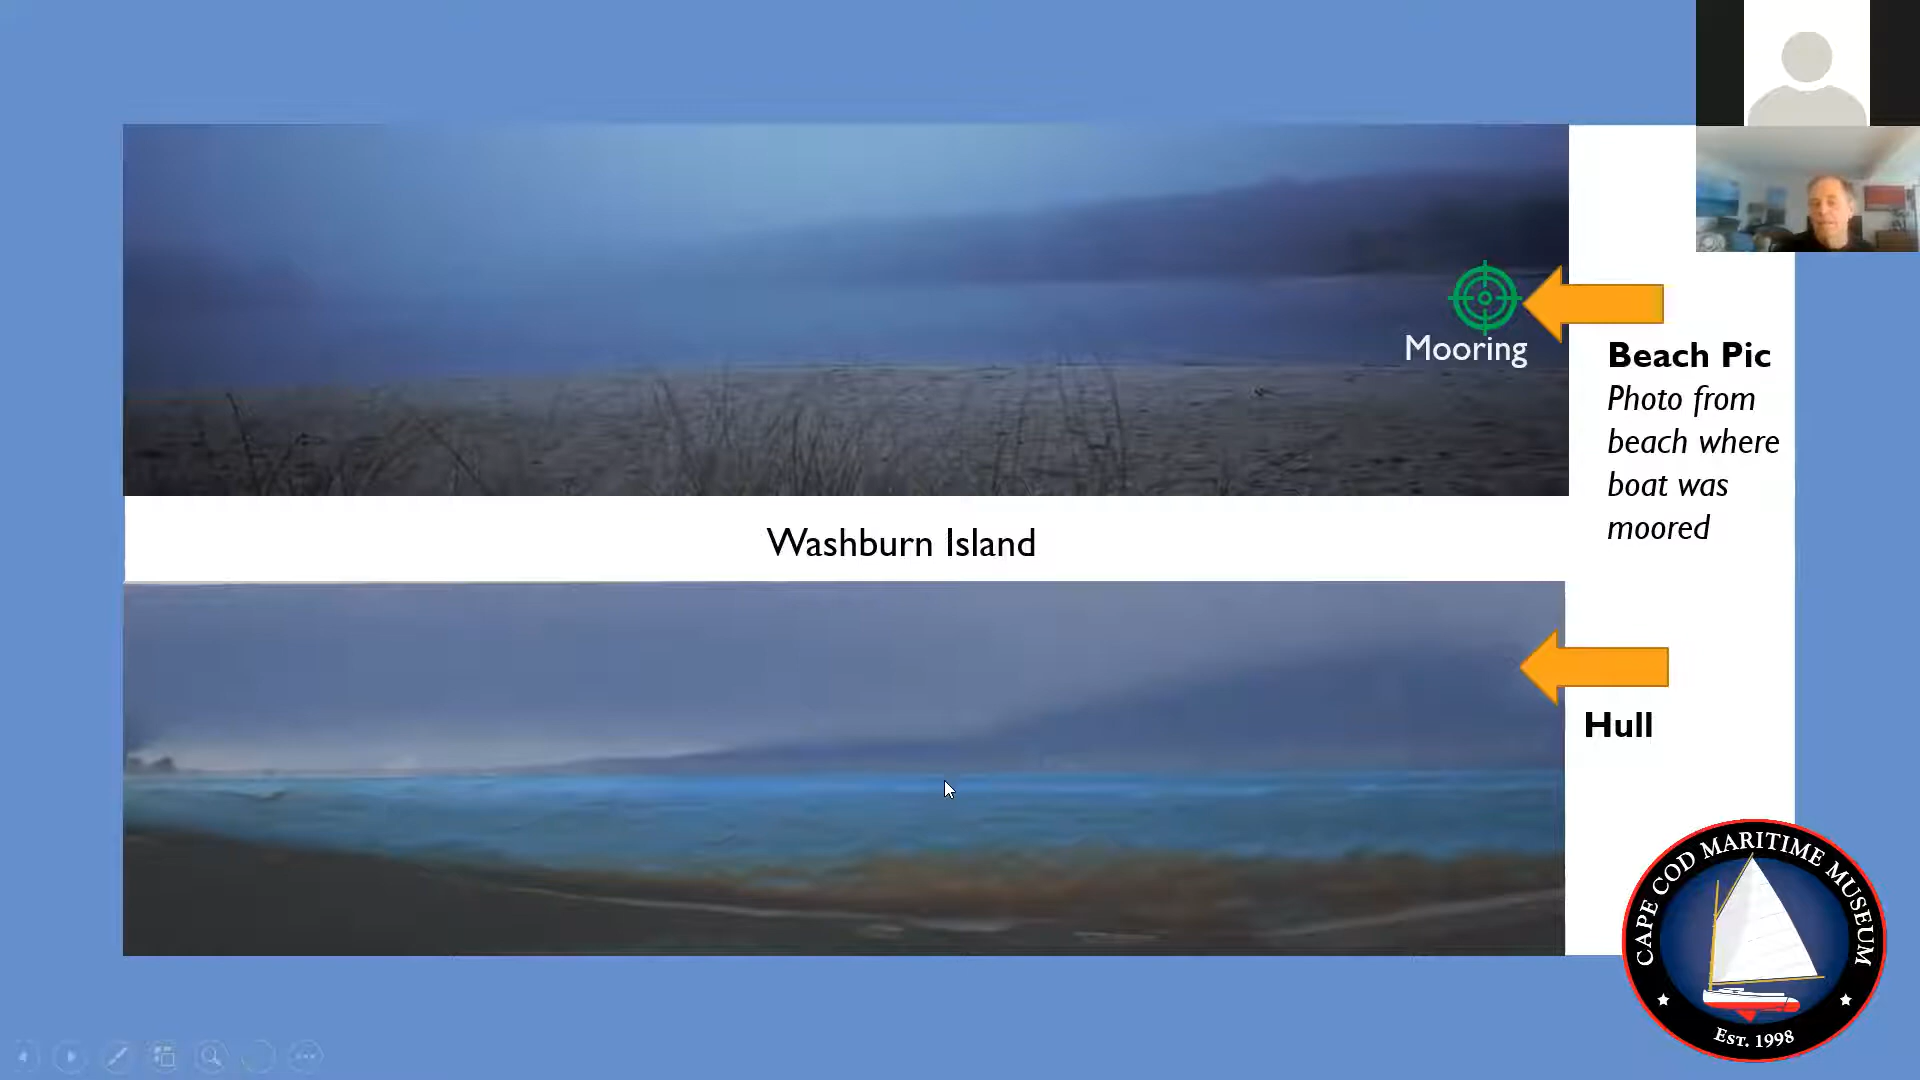 Mooring
Beach Pic
Photo from
beach where
boat was
moored
Washburn Island
Hull
CAPE COD MARITIME MUSEUM
EST. 1998